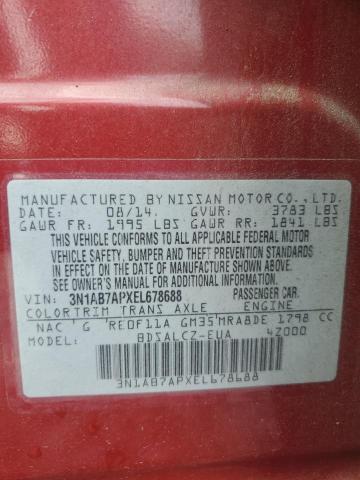 MANUFACTURED BY NISSAN MOTOR CO., LTD.
DATE: 08/14. GVWR: 3783 LBS
GAWR FR: 1995 LBS GAWR RR: 1841 LBS
THIS VEHICLE CONFORMS TO ALL APPLICABLE FEDERAL MOTOR
VEHICLE SAFETY, BUMPER AND THEFT PREVENTION STANDARDS
IN EFFECT ON THE DATE OF MANUFACTURE SHOWN ABOVE.
SEE OWNER'S MANUAL FOR ADDITIONAL INFORMATION.
VIN: 3N1AB7APXEL678688 PASSENGER CAR.
COLOR TRIM TRANS AXLE ENGINE
NAC G RE0F11A GM35 MRA8DE 1798 CC
MODEL: BDSALCZ-EUA 4Z000
3N1AB7APXEL678688